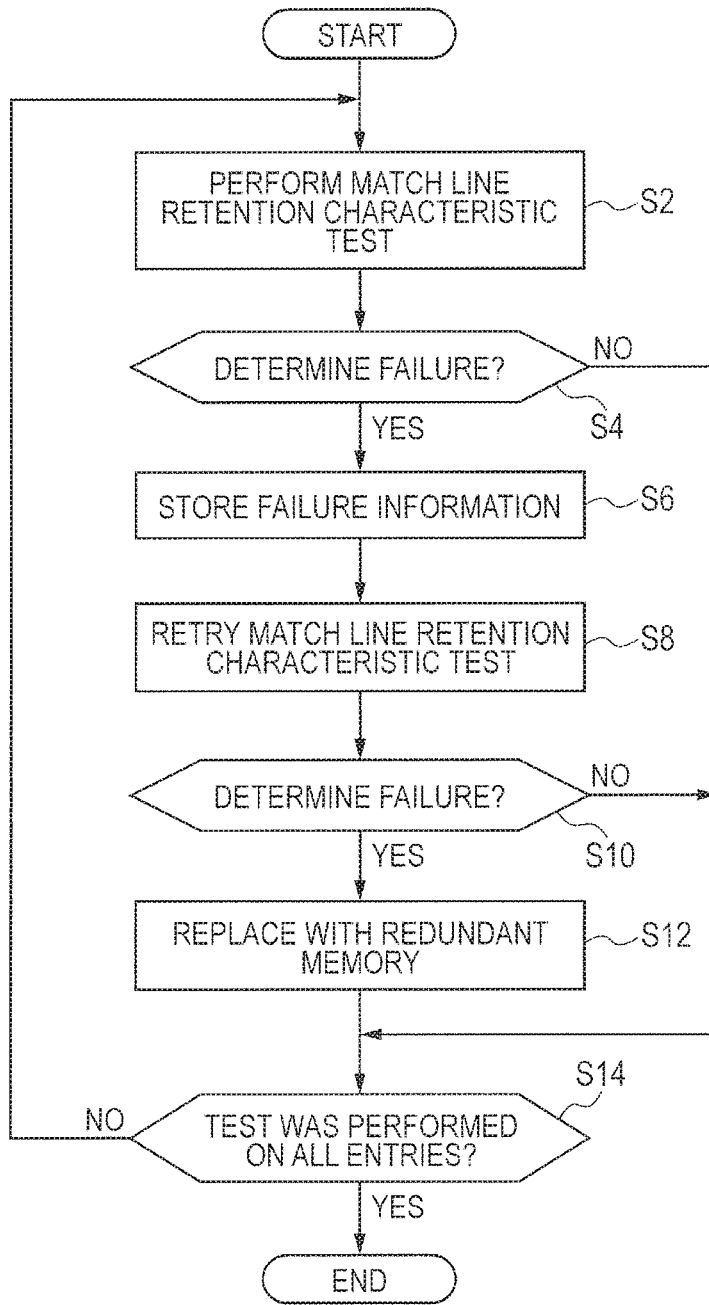 START
PERFORM MATCH LINE
RETENTION CHARACTERISTIC
TEST
S2
DETERMINE FAILURE?
NO
S4
YES
STORE FAILURE INFORMATION
S6
RETRY MATCH LINE RETENTION
CHARACTERISTIC TEST
S8
DETERMINE FAILURE?
NO
S10
YES
REPLACE WITH REDUNDANT
MEMORY
S12
S14
NO
TEST WAS PERFORMED
ON ALL ENTRIES?
YES
END